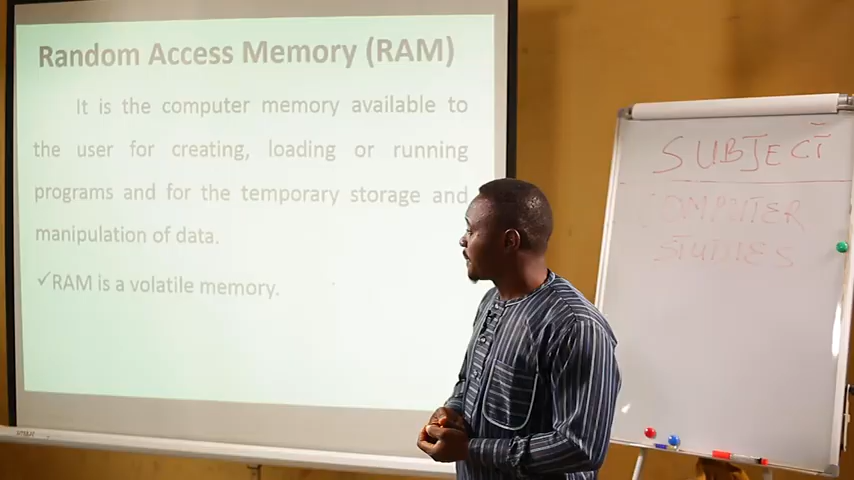 Random Access Memory (RAM)
It is the computer memory available to
the user for creating, loading or running
programs and for the temporary storage and
manipulation of data.
✓RAM is a volatile memory.
SUBJECT
COMPUTER
STUDIES